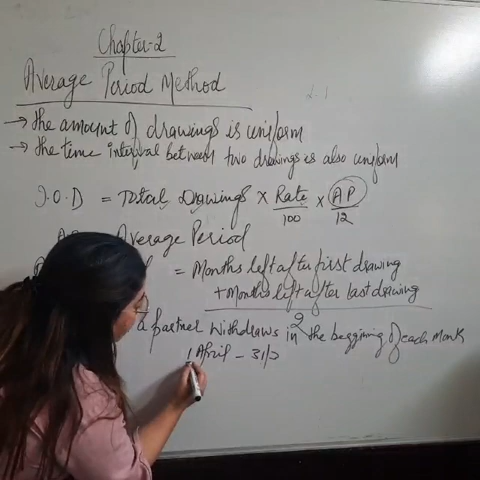 Chapter-2
Average Period Method
→ the amount of drawings is uniform
→ the time interval between two drawings is also uniform
I.O.D = Total Drawings × Rate/100 × AP/12
Average Period
= Months left after first drawing
+ Months left after last drawing
2
a partner withdraws in the beggining of each Month
1 April - 31/